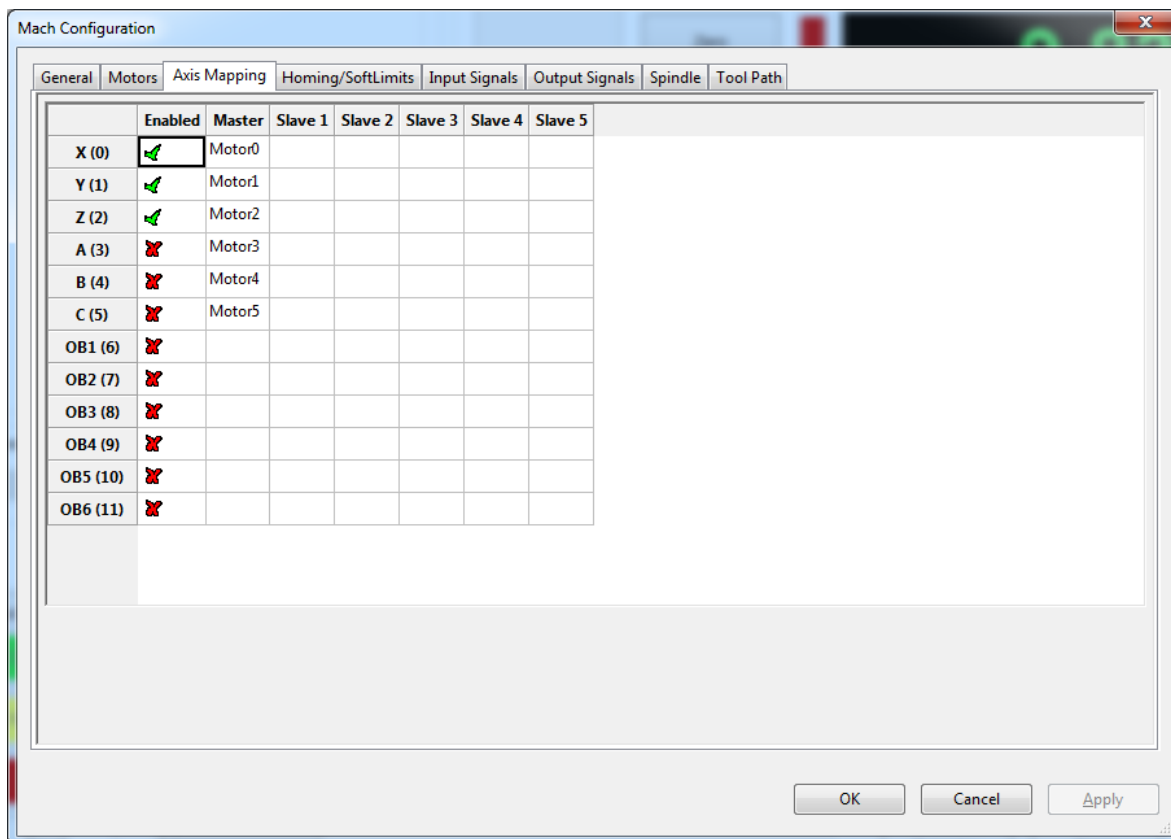 Mach Configuration
General Motors Axis Mapping Homing/SoftLimits Input Signals Output Signals Spindle Tool Path
Enabled Master Slave 1 Slave 2 Slave 3 Slave 4 Slave 5
X (0) Motor0
Y (1) Motor1
Z (2) Motor2
A (3) Motor3
B (4) Motor4
C (5) Motor5
OB1 (6)
OB2 (7)
OB3 (8)
OB4 (9)
OB5 (10)
OB6 (11)
OK Cancel Apply